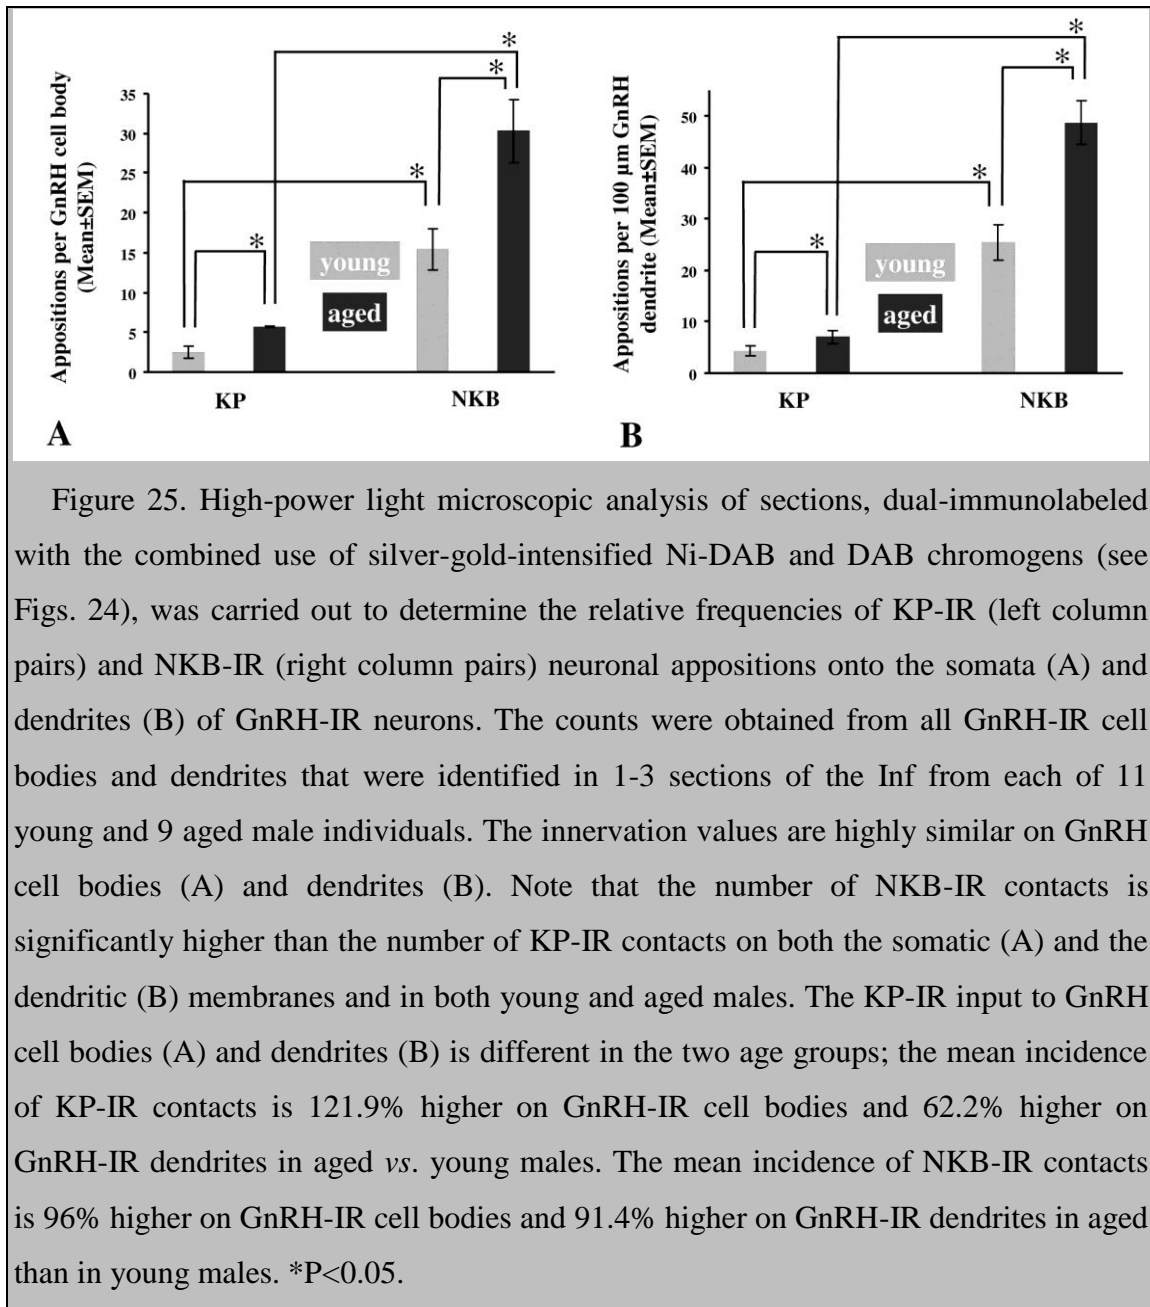 Appositions per GnRH cell body
(Mean±SEM)
35
30
25
20
15
10
5
0
*
*
*
*
young
aged
KP
NKB
A
Appositions per 100 µm GnRH
dendrite (Mean±SEM)
50
40
30
20
10
0
*
*
*
*
young
aged
KP
NKB
B
Figure 25. High-power light microscopic analysis of sections, dual-immunolabeled
with the combined use of silver-gold-intensified Ni-DAB and DAB chromogens (see
Figs. 24), was carried out to determine the relative frequencies of KP-IR (left column
pairs) and NKB-IR (right column pairs) neuronal appositions onto the somata (A) and
dendrites (B) of GnRH-IR neurons. The counts were obtained from all GnRH-IR cell
bodies and dendrites that were identified in 1-3 sections of the Inf from each of 11
young and 9 aged male individuals. The innervation values are highly similar on GnRH
cell bodies (A) and dendrites (B). Note that the number of NKB-IR contacts is
significantly higher than the number of KP-IR contacts on both the somatic (A) and the
dendritic (B) membranes and in both young and aged males. The KP-IR input to GnRH
cell bodies (A) and dendrites (B) is different in the two age groups; the mean incidence
of KP-IR contacts is 121.9% higher on GnRH-IR cell bodies and 62.2% higher on
GnRH-IR dendrites in aged vs. young males. The mean incidence of NKB-IR contacts
is 96% higher on GnRH-IR cell bodies and 91.4% higher on GnRH-IR dendrites in aged
than in young males. *P<0.05.